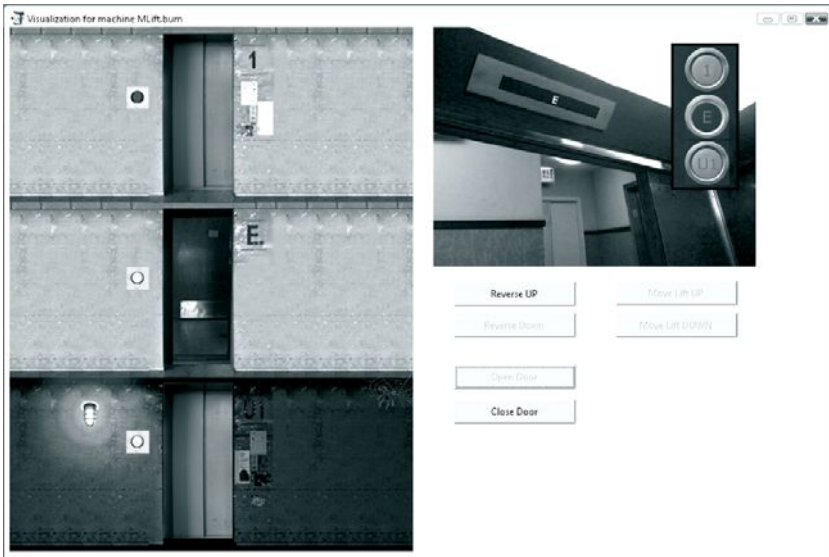 Visualization for machine MLift.bum
1
E
U1
E
1
E
U1
Reverse UP
Move Lift UP
Reverse Down
Move Lift DOWN
Open Door
Close Door